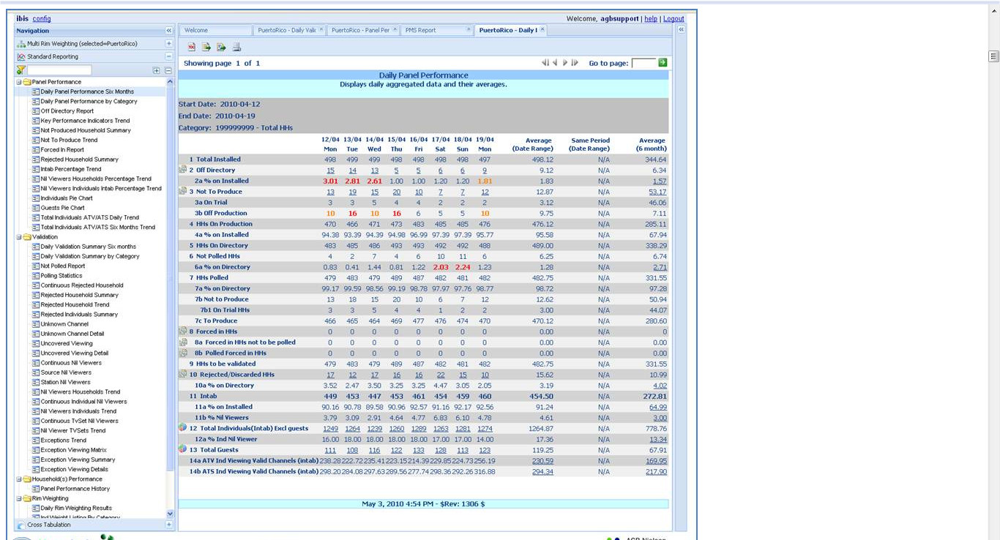 ibis config
Welcome, agbsupport | help | Logout
Navigation
Welcome
PuertoRico - Daily Valid
PuertoRico - Panel Per
PMS Report
PuertoRico - Daily I
Multi Rim Weighting (selected=PuertoRico)
Standard Reporting
Panel Performance
Daily Panel Performance Six Months
Daily Panel Performance by Category
Off Directory Report
Key Performance Indicators Trend
Not Produced Household Summary
Not To Produce Trend
Forced In Report
Rejected Household Summary
Intab Percentage Trend
Nil Viewers Households Percentage Trend
Nil Viewers Individuals Intab Percentage Trend
Individuals Pie Chart
Guests Pie Chart
Total Individuals ATV/ATS Daily Trend
Total Individuals ATV/ATS Six Months Trend
Validation
Daily Validation Summary Six months
Daily Validation Summary by Category
Not Polled Report
Polling Statistics
Continuous Rejected Household
Rejected Household Summary
Rejected Household Trend
Rejected Individuals Summary
Unknown Channel
Unknown Channel Detail
Uncovered Viewing
Uncovered Viewing Detail
Continuous Nil Viewers
Source Nil Viewers
Station Nil Viewers
Nil Viewers Households Trend
Continuous Individual Nil Viewers
Nil Viewers Individuals Trend
Continuous TvSet Nil Viewers
Nil Viewer TVSets Trend
Exceptions Trend
Exception Viewing Matrix
Exception Viewing Summary
Exception Viewing Details
Household(s) Performance
Panel Performance History
Rim Weighting
Daily Rim Weighting Results
Ind Weight Listing By Category
Cross Tabulation
Showing page 1 of 1
Go to page:
Daily Panel Performance
Displays daily aggregated data and their averages.
Start Date: 2010-04-12
End Date: 2010-04-19
Category: 199999999 - Total HHs
12/04 13/04 14/04 15/04 16/04 17/04 18/04 19/04 Average Same Period Average
Mon Tue Wed Thu Fri Sat Sun Mon (Date Range) (Date Range) (6 month)
1 Total Installed 498 499 499 498 498 498 498 497 498.12 N/A 344.64
2 Off Directory 15 14 13 5 5 6 6 9 9.12 N/A 6.34
2a % on Installed 3.01 2.81 2.61 1.00 1.00 1.20 1.20 1.81 1.83 N/A 1.57
3 Not To Produce 13 19 15 20 10 7 7 12 12.87 N/A 53.17
3a On Trial 3 3 5 4 4 2 2 2 3.12 N/A 46.06
3b Off Production 10 16 10 16 6 5 5 10 9.75 N/A 7.11
4 HHs On Production 470 466 471 473 483 485 485 476 476.12 N/A 285.11
4a % on Installed 94.38 93.39 94.39 94.98 96.99 97.39 97.39 95.77 95.58 N/A 67.94
5 HHs On Directory 483 485 486 493 493 492 492 488 489.00 N/A 338.29
6 Not Polled HHs 4 2 7 4 6 10 11 6 6.25 N/A 6.74
6a % on Directory 0.83 0.41 1.44 0.81 1.22 2.03 2.24 1.23 1.28 N/A 2.71
7 HHs Polled 479 483 479 489 487 482 481 482 482.75 N/A 331.55
7a % on Directory 99.17 99.59 98.56 99.19 98.78 97.97 97.76 98.77 98.72 N/A 97.28
7b Not to Produce 13 18 15 20 10 6 7 12 12.62 N/A 50.94
7b1 On Trial HHs 3 3 5 4 4 1 2 2 3.00 N/A 44.07
7c To Produce 466 465 464 469 477 476 474 470 470.12 N/A 280.60
8 Forced in HHs 0 0 0 0 0 0 0 0 0.00 N/A 0
8a Forced in HHs not to be polled 0 0 0 0 0 0 0 0 0.00 N/A 0.00
8b Polled Forced in HHs 0 0 0 0 0 0 0 0 0.00 N/A 0.00
9 HHs to be validated 479 483 479 489 487 482 481 482 482.75 N/A 331.55
10 Rejected/Discarded HHs 17 12 17 16 16 22 15 10 15.62 N/A 10.99
10a % on Directory 3.52 2.47 3.50 3.25 3.25 4.47 3.05 2.05 3.19 N/A 4.02
11 Intab 449 453 447 453 461 454 459 460 454.50 N/A 272.81
11a % on Installed 90.16 90.78 89.58 90.96 92.57 91.16 92.17 92.56 91.24 N/A 64.99
11b % Nil Viewers 3.79 3.09 2.91 4.64 4.77 6.83 6.10 4.78 4.61 N/A 3.00
12 Total Individuals(Intab) Excl guests 1249 1264 1239 1260 1289 1263 1281 1274 1264.87 N/A 778.76
12a % Ind Nil Viewer 16.00 18.00 18.00 18.00 18.00 17.00 17.00 14.00 17.36 N/A 13.34
13 Total Guests 111 108 116 122 133 128 113 123 119.25 N/A 67.91
14a ATV Ind Viewing Valid Channels (intab) 238.28 222.72 235.41 223.15 214.39 229.85 224.73 256.19 230.59 N/A 169.95
14b ATS Ind Viewing Valid Channels (intab) 298.20 284.08 297.63 289.56 277.74 298.36 292.26 316.88 294.34 N/A 217.90
May 3, 2010 4:54 PM - $Rev: 1306 $